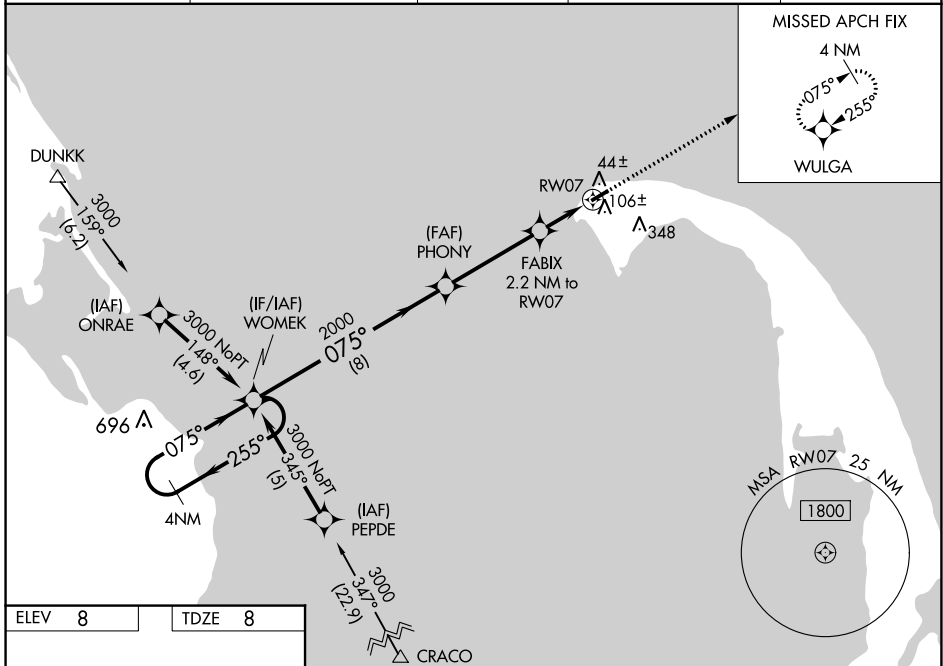 MISSED APCH FIX
4 NM
075°
255°
WULGA
DUNKK
3000
159°
(6.2)
44±
RW07
106±
348
(FAF)
PHONY
FABIX
2.2 NM to
RW07
(IAF)
ONRAE
(IF/IAF)
WOMEK
3000 NoPT
148°
(4.6)
2000
075°
(8)
696
075°
255°
4NM
3000 NoPT
345°
(5)
(IAF)
PEPDE
3000
347°
(22.9)
CRACO
MSA RW07 25 NM
1800
ELEV 8
TDZE 8